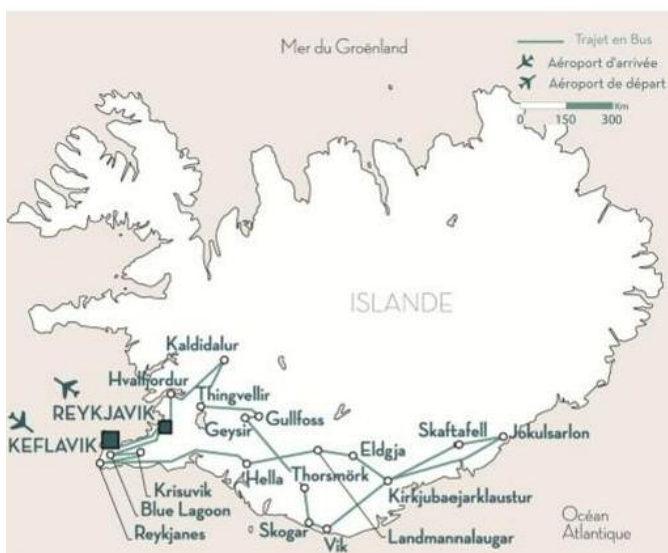 Mer du Groënland
Trajet en Bus
Aéroport d'arrivée
Aéroport de départ
Km
0 150 300
ISLANDE
Kaldidalur
Hvalfjordur
Thingvellir
REYKJAVIK
Gullfoss
Geysir
KEFLAVIK
Skaftafell
Jökulsarlon
Eldgja
Hella
Thorsmörk
Krisuvik
Kirkjubaejarklaustur
Blue Lagoon
Reykjanes
Skogar
Vik
Landmannalaugar
Océan
Atlantique